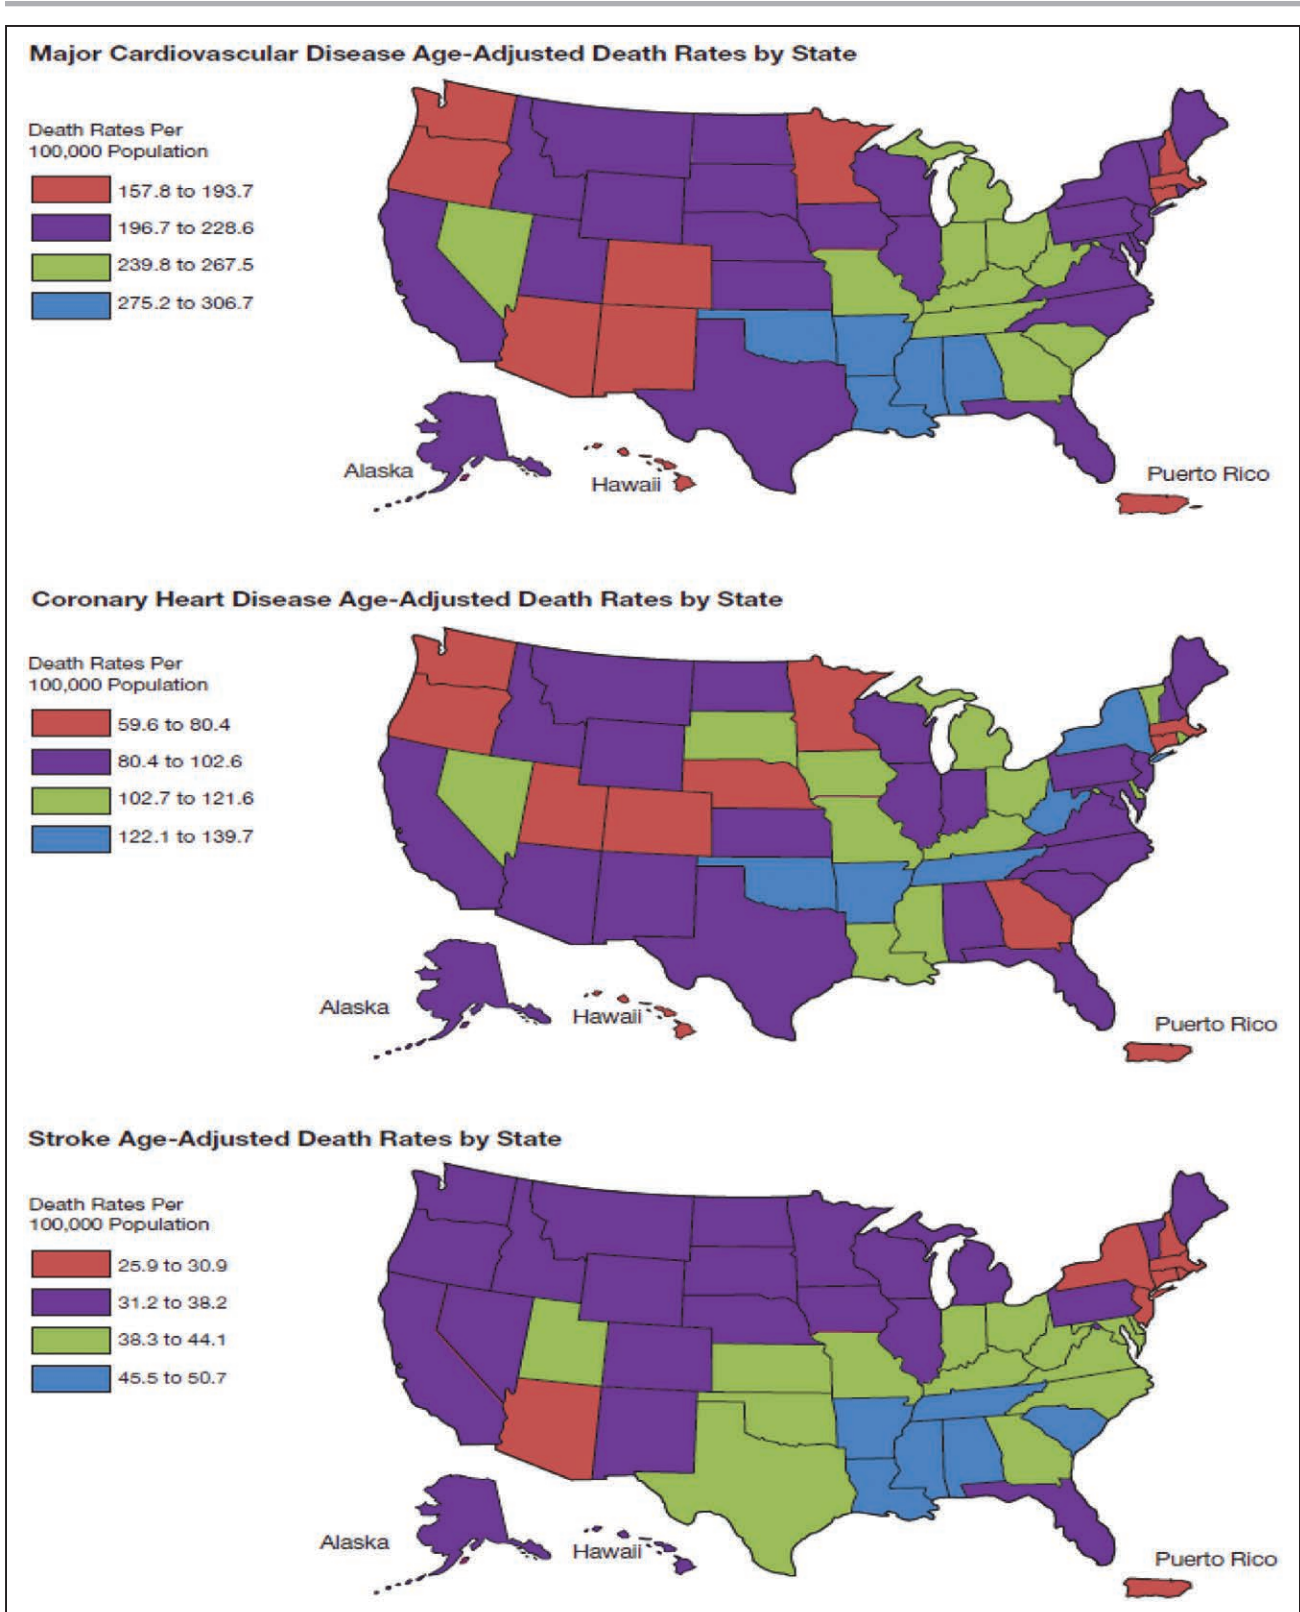 Major Cardiovascular Disease Age-Adjusted Death Rates by State
Death Rates Per
100,000 Population
157.8 to 193.7
196.7 to 228.6
239.8 to 267.5
275.2 to 306.7
Alaska
Hawaii
Puerto Rico
Coronary Heart Disease Age-Adjusted Death Rates by State
Death Rates Per
100,000 Population
59.6 to 80.4
80.4 to 102.6
102.7 to 121.6
122.1 to 139.7
Alaska
Hawaii
Puerto Rico
Stroke Age-Adjusted Death Rates by State
Death Rates Per
100,000 Population
25.9 to 30.9
31.2 to 38.2
38.3 to 44.1
45.5 to 50.7
Alaska
Hawaii
Puerto Rico